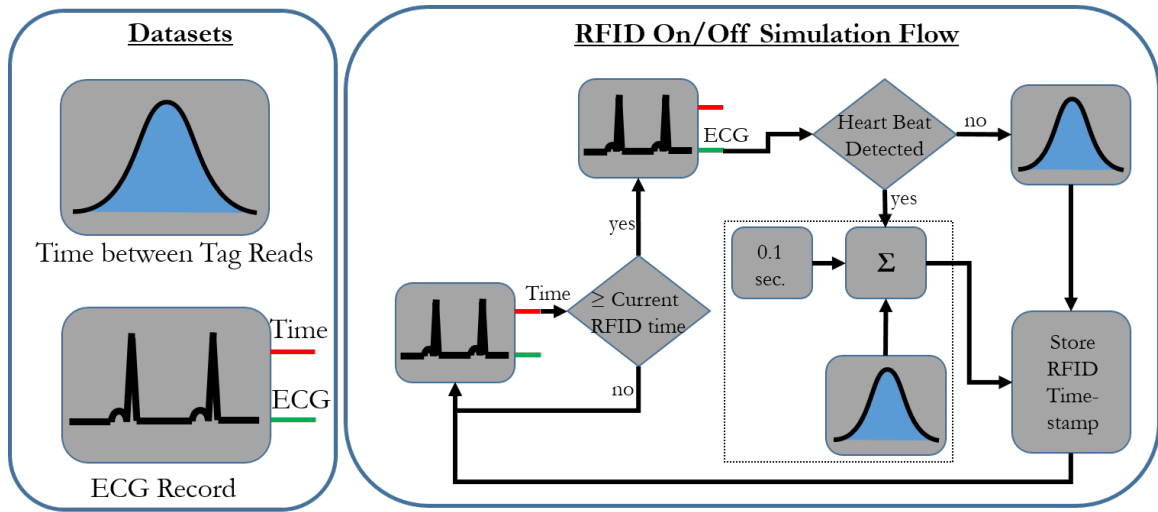 Datasets
Time between Tag Reads
Time
ECG
ECG Record
RFID On/Off Simulation Flow
ECG
Heart Beat
Detected
no
yes
yes
0.1
sec.
Σ
Time
≥ Current
RFID time
no
Store
RFID
Time-
stamp